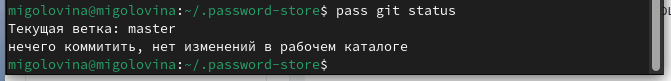 migolovina@migolovina:~/.password-store$ pass git status
Текущая ветка: master
нечего коммитить, нет изменений в рабочем каталоге
migolovina@migolovina:~/.password-store$